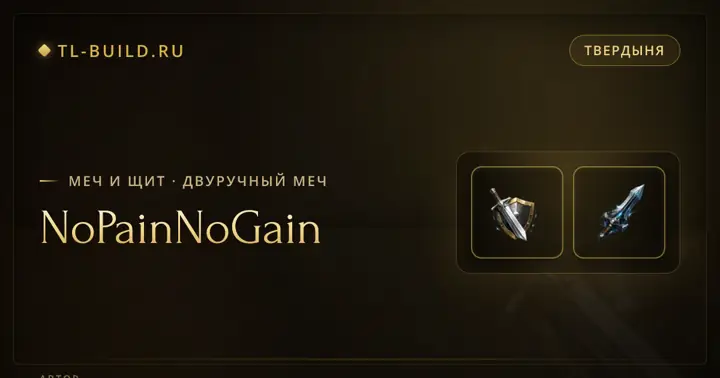 TL-BUILD.RU
ТВЕРДЫНЯ
МЕЧ И ЩИТ · ДВУРУЧНЫЙ МЕЧ
NoPainNoGain